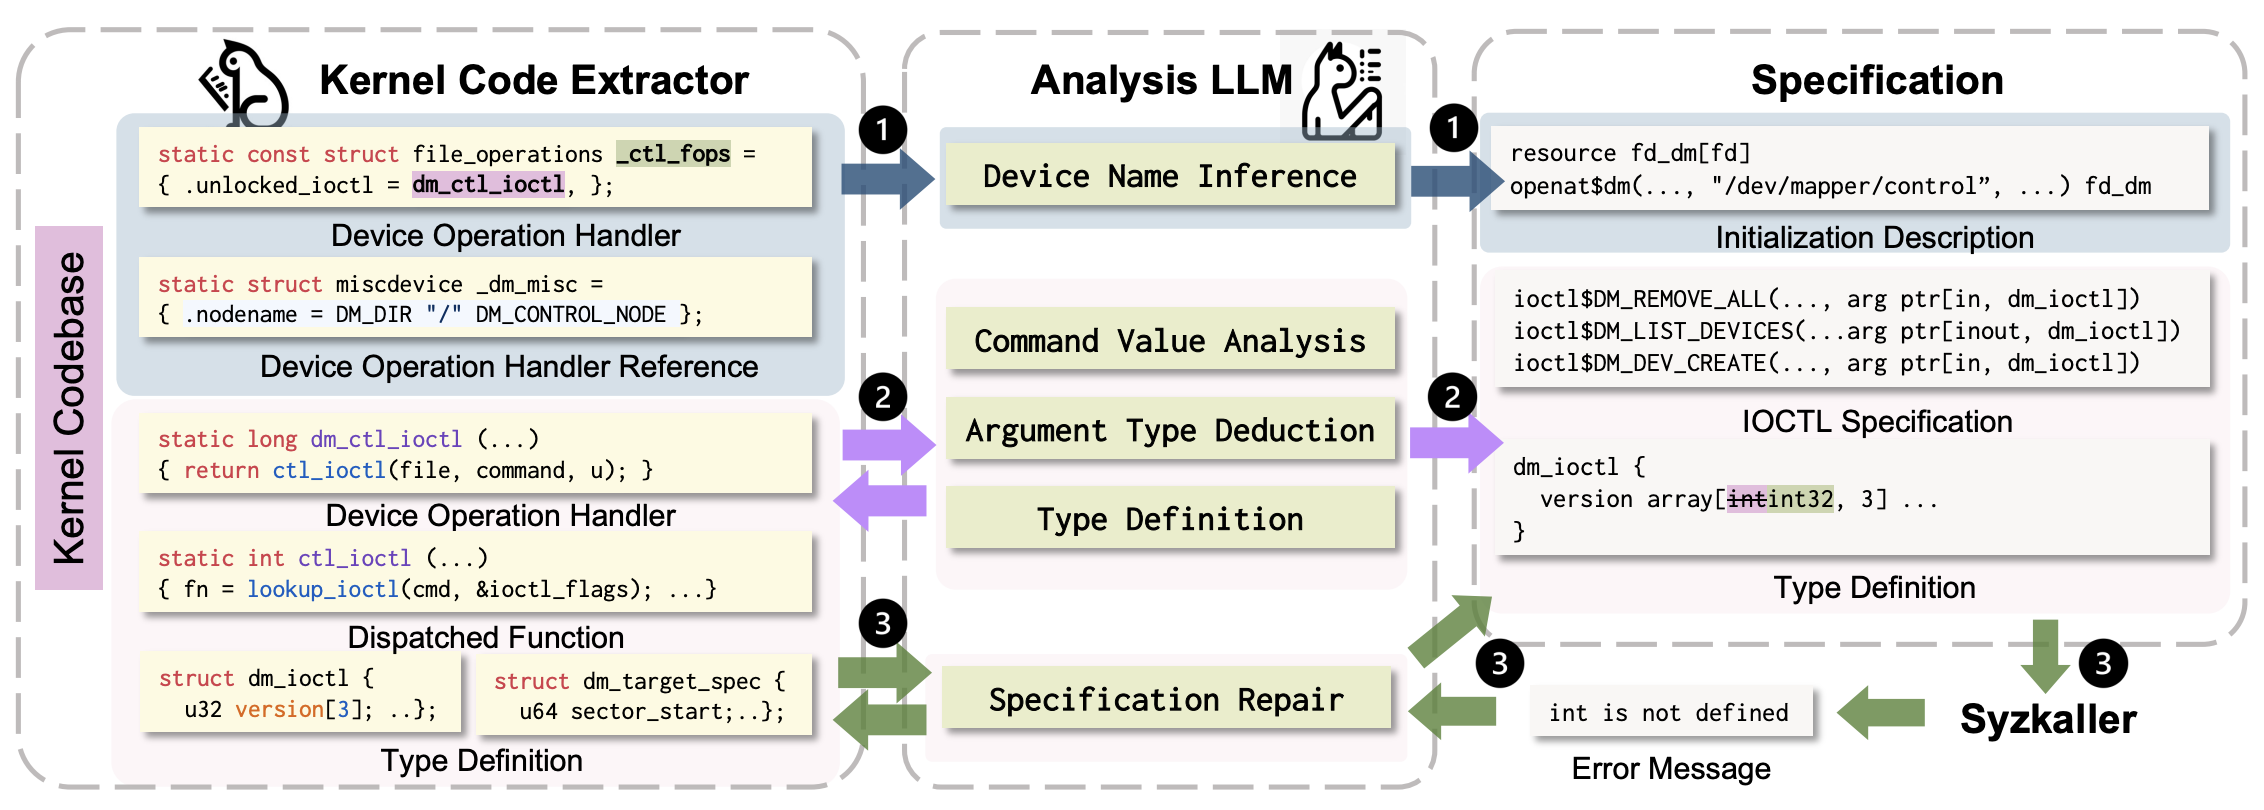 Kernel Codebase
Kernel Code Extractor
static const struct file_operations _ctl_fops =
{ .unlocked_ioctl = dm_ctl_ioctl, };
Device Operation Handler
static struct miscdevice _dm_misc =
{ .nodename = DM_DIR "/" DM_CONTROL_NODE };
Device Operation Handler Reference
static long dm_ctl_ioctl (...)
{ return ctl_ioctl(file, command, u); }
Device Operation Handler
static int ctl_ioctl (...)
{ fn = lookup_ioctl(cmd, &ioctl_flags); ...}
Dispatched Function
struct dm_ioctl {
u32 version[3]; ..};
struct dm_target_spec {
u64 sector_start;..};
Type Definition
1
2
3
Analysis LLM
Device Name Inference
Command Value Analysis
Argument Type Deduction
Type Definition
Specification Repair
1
2
3
Specification
resource fd_dm[fd]
openat$dm(..., "/dev/mapper/control”, ...) fd_dm
Initialization Description
ioctl$DM_REMOVE_ALL(..., arg ptr[in, dm_ioctl])
ioctl$DM_LIST_DEVICES(...arg ptr[inout, dm_ioctl])
ioctl$DM_DEV_CREATE(..., arg ptr[in, dm_ioctl])
IOCTL Specification
dm_ioctl {
version array[intint32, 3] ...
}
Type Definition
3
Syzkaller
int is not defined
Error Message